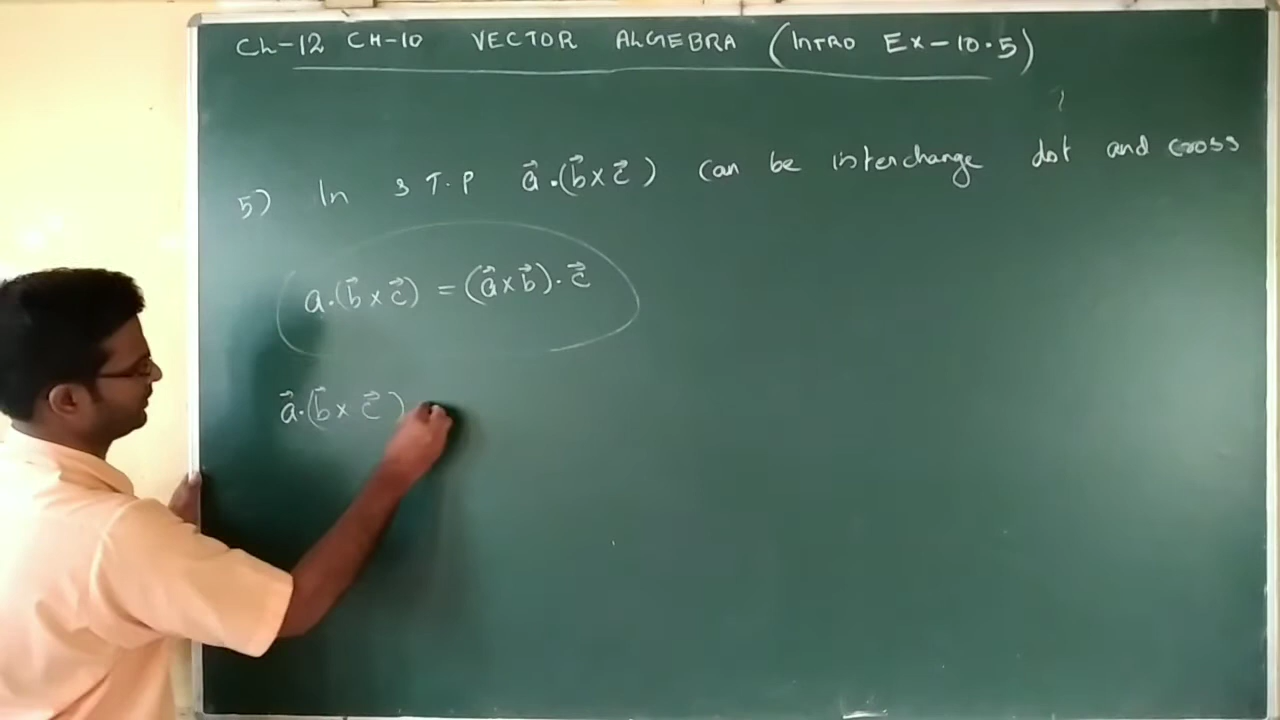 Ch-12 CH-10 VECTOR ALGEBRA (INTRO Ex-10.5)
5) In S T.P a⃗.(b⃗×c⃗) can be interchange dot and cross
a.(b⃗×c⃗) = (a⃗×b⃗).c⃗
a⃗.(b⃗×c⃗)